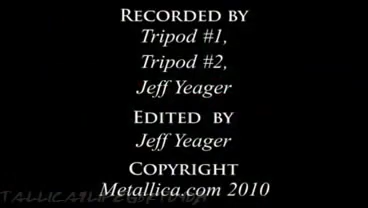 RECORDED BY
Tripod #1,
Tripod #2,
Jeff Yeager
EDITED BY
Jeff Yeager
COPYRIGHT
Metallica.com 2010